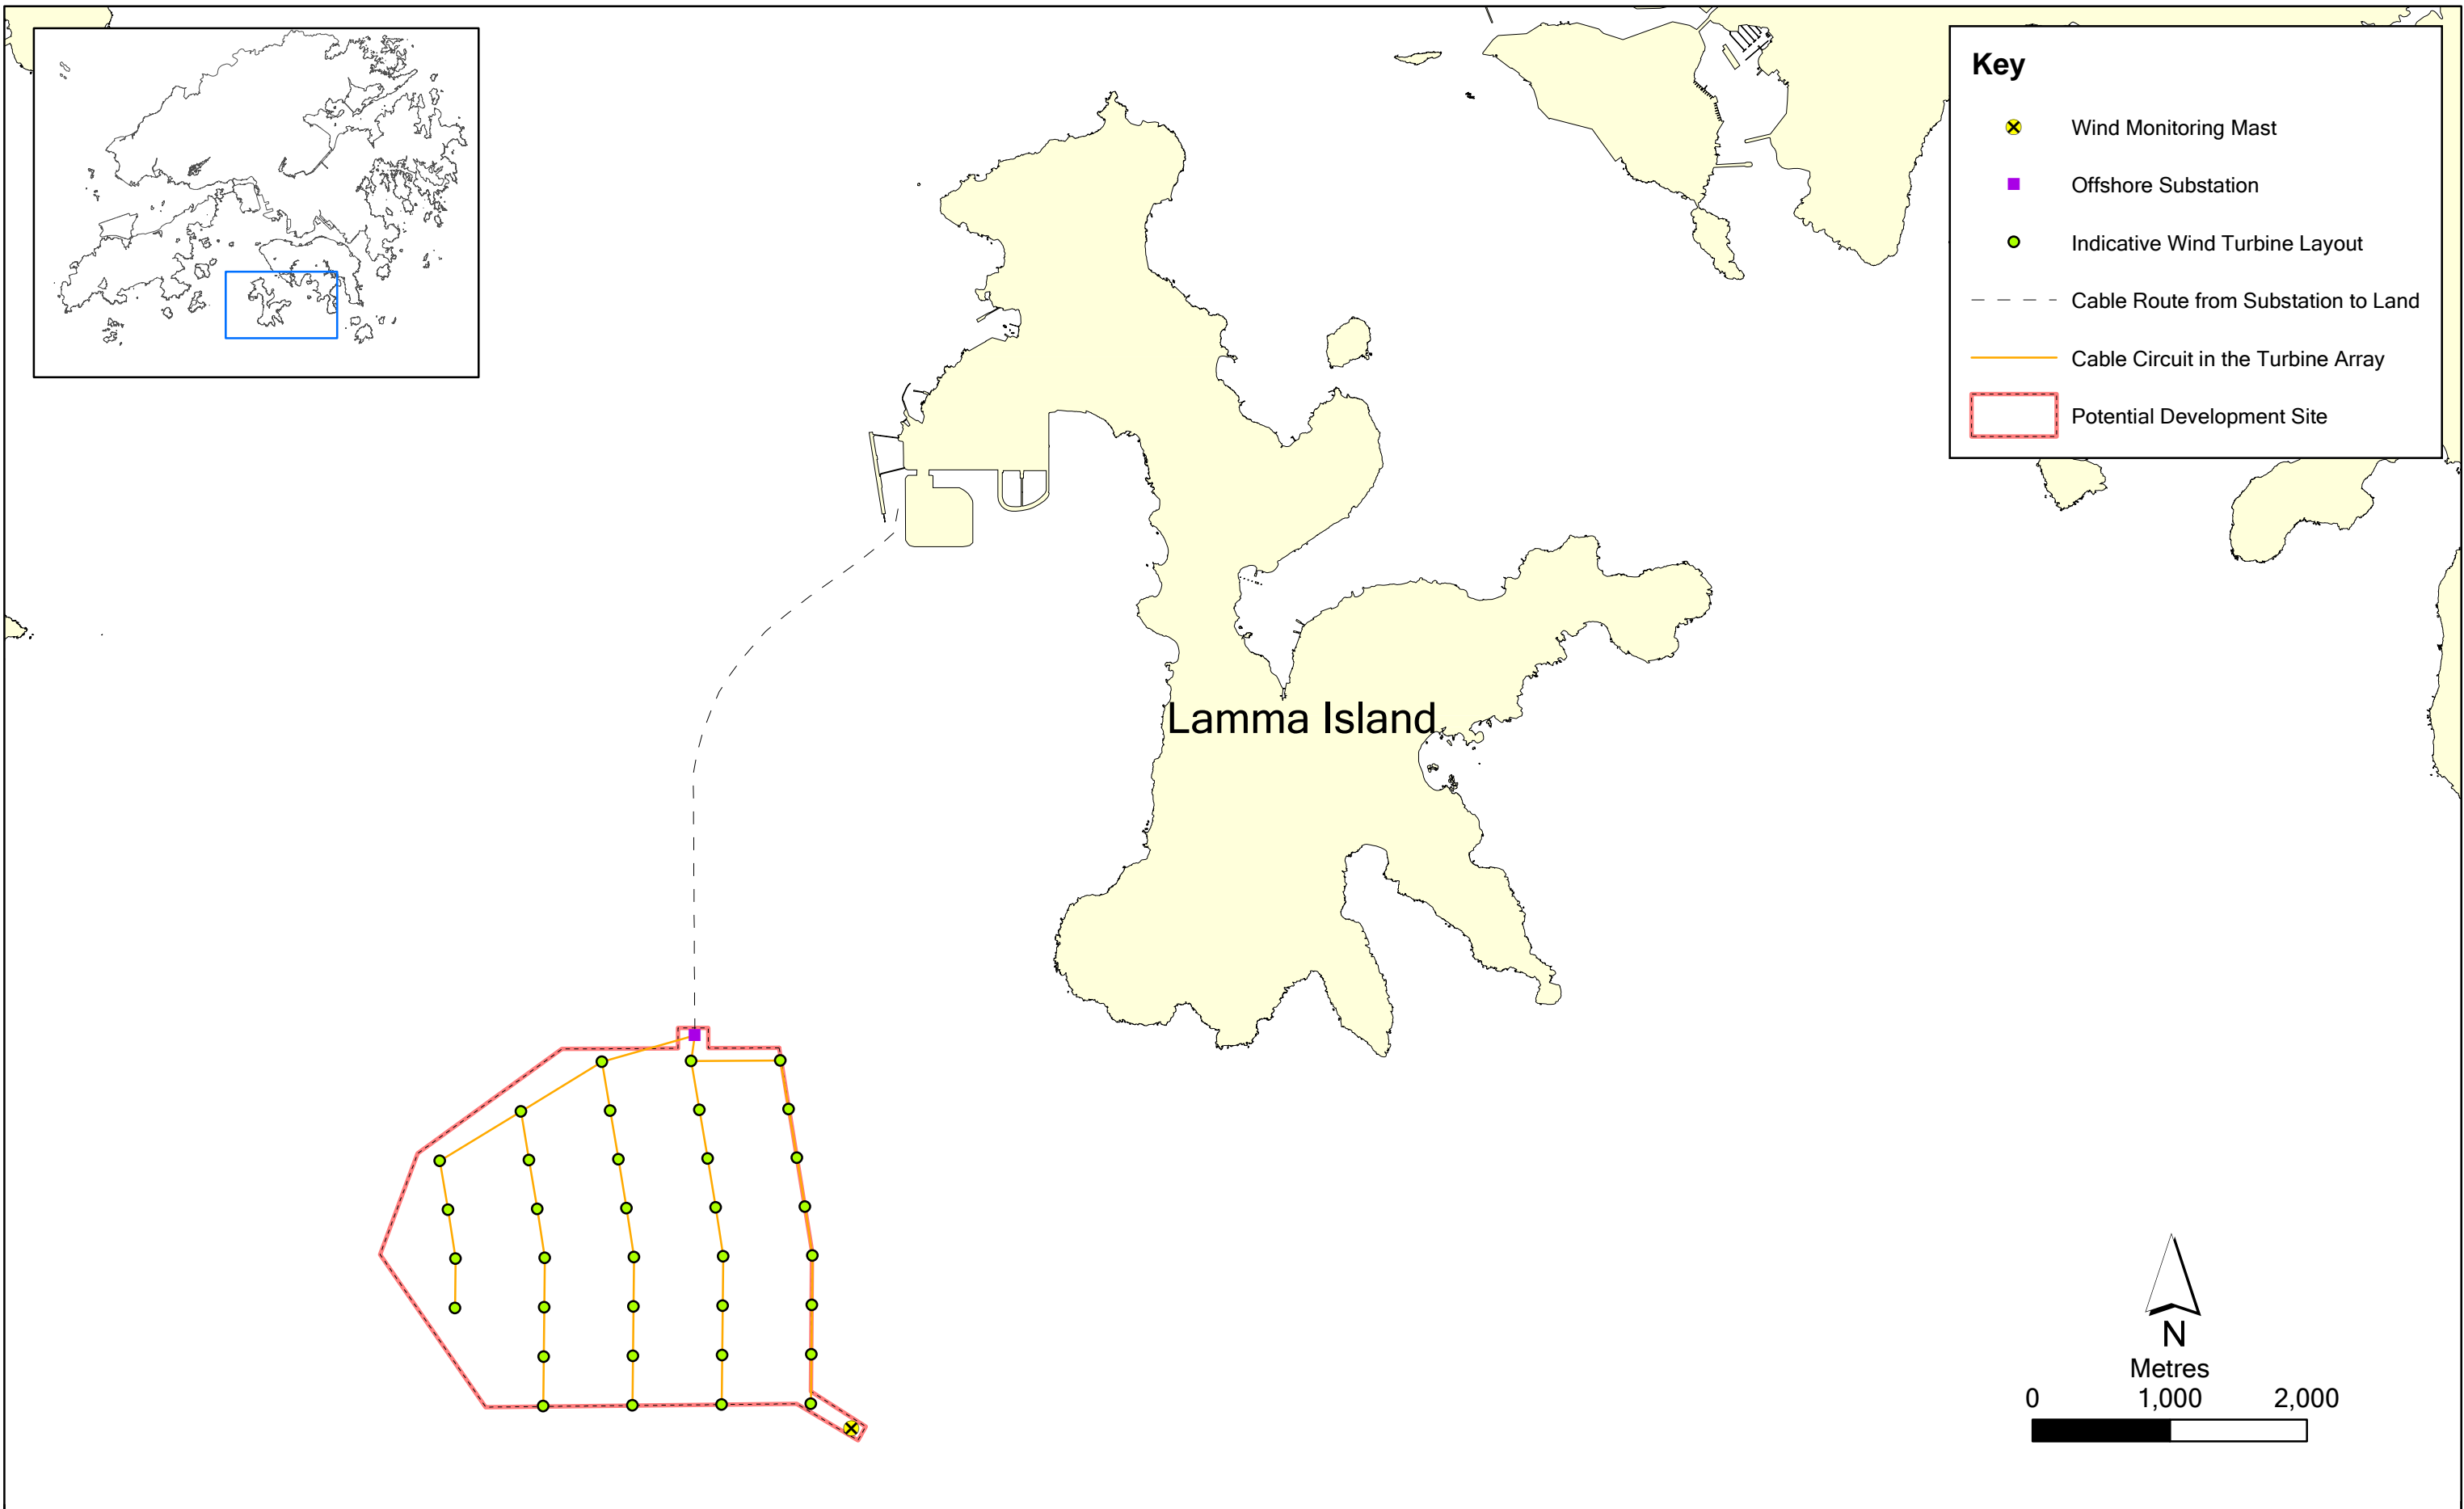 Key
Wind Monitoring Mast
Offshore Substation
Indicative Wind Turbine Layout
Cable Route from Substation to Land
Cable Circuit in the Turbine Array
Potential Development Site
Lamma Island
N
Metres
0 1,000 2,000